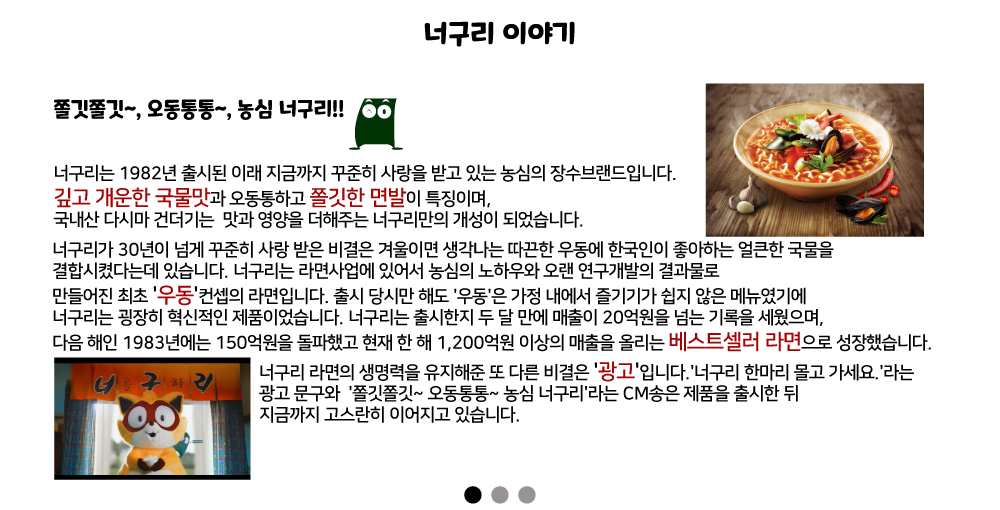 너구리 이야기
쫄깃쫄깃~, 오동통통~, 농심 너구리!!
너구리는 1982년 출시된 이래 지금까지 꾸준히 사랑을 받고 있는 농심의 장수브랜드입니다.
깊고 개운한 국물맛과 오동통하고 쫄깃한 면발이 특징이며,
국내산 다시마 건더기는 맛과 영양을 더해주는 너구리만의 개성이 되었습니다.
너구리가 30년이 넘게 꾸준히 사랑 받은 비결은 겨울이면 생각나는 따끈한 우동에 한국인이 좋아하는 얼큰한 국물을
결합시켰다는데 있습니다. 너구리는 라면사업에 있어서 농심의 노하우와 오랜 연구개발의 결과물로
만들어진 최초 '우동'컨셉의 라면입니다. 출시 당시만 해도 '우동'은 가정 내에서 즐기기가 쉽지 않은 메뉴였기에
너구리는 굉장히 혁신적인 제품이었습니다. 너구리는 출시한지 두 달 만에 매출이 20억원을 넘는 기록을 세웠으며,
다음 해인 1983년에는 150억원을 돌파했고 현재 한 해 1,200억원 이상의 매출을 올리는 베스트셀러 라면으로 성장했습니다.
너구리 라면의 생명력을 유지해준 또 다른 비결은 '광고'입니다.'너구리 한마리 몰고 가세요.'라는
광고 문구와 '쫄깃쫄깃~ 오동통통~ 농심 너구리'라는 CM송은 제품을 출시한 뒤
지금까지 고스란히 이어지고 있습니다.